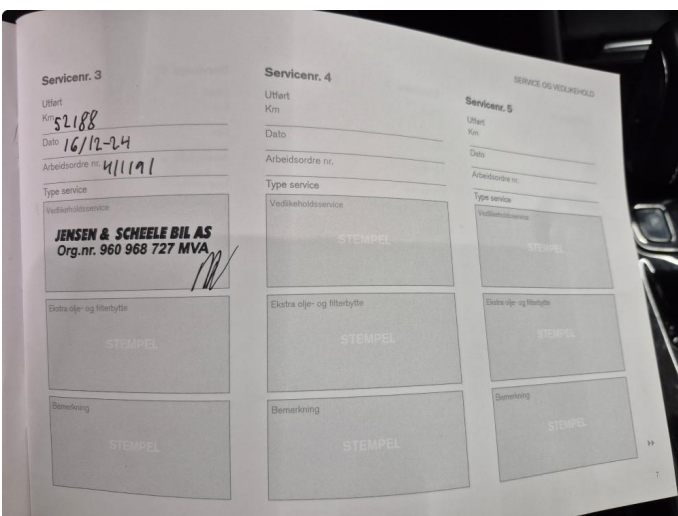 SERVICE OG VEDLIKEHOLD
Servicenr. 3
Utført
Km 52188
Dato 16/12-24
Arbeidsordre nr. 411191
Type service
Vedlikeholdsservice
JENSEN & SCHEELE BIL AS
Org.nr. 960 968 727 MVA
Ekstra olje- og filterbytte
STEMPEL
Bemerkning
STEMPEL
Servicenr. 4
Utført
Km
Dato
Arbeidsordre nr.
Type service
Vedlikeholdsservice
STEMPEL
Ekstra olje- og filterbytte
STEMPEL
Bemerkning
STEMPEL
Servicenr. 5
Utført
Km
Dato
Arbeidsordre nr.
Type service
Vedlikeholdsservice
STEMPEL
Ekstra olje- og filterbytte
STEMPEL
Bemerkning
STEMPEL
7